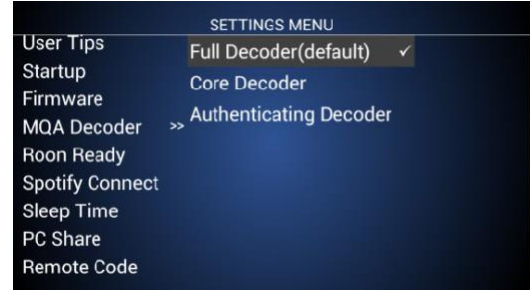 SETTINGS MENU
User Tips
Startup
Firmware
MQA Decoder »
Roon Ready
Spotify Connect
Sleep Time
PC Share
Remote Code
Full Decoder(default) ✓
Core Decoder
Authenticating Decoder